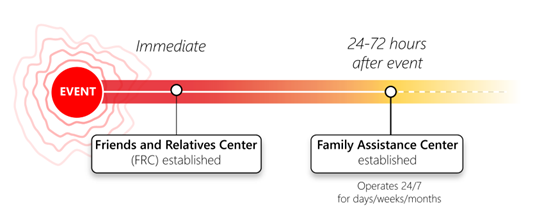 Immediate
24-72 hours
after event
EVENT
Friends and Relatives Center
(FRC) established
Family Assistance Center
established
Operates 24/7
for days/weeks/months